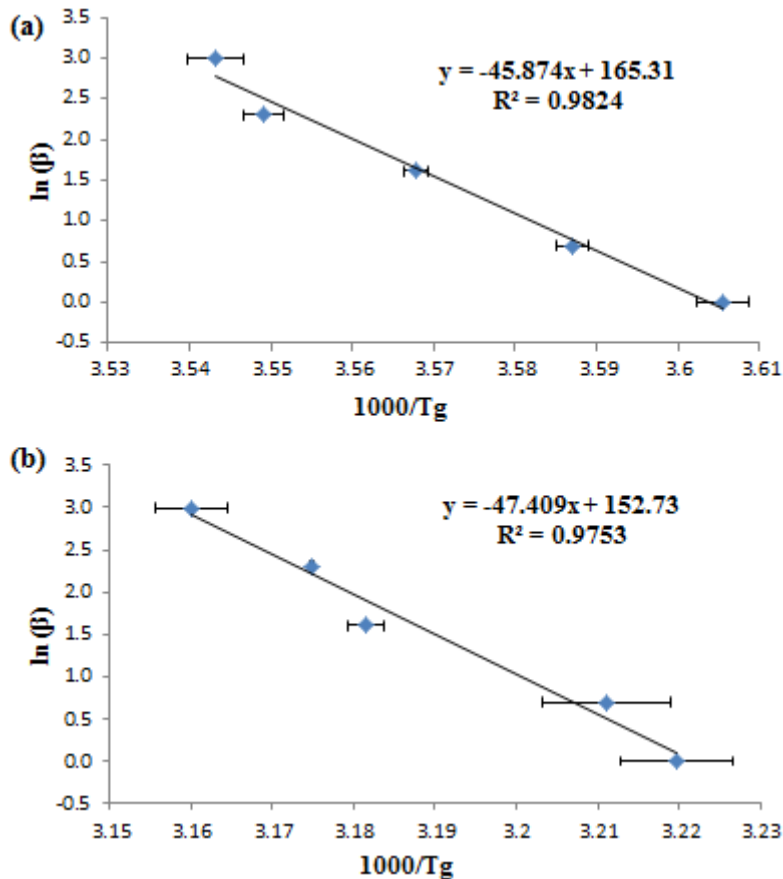 (a)
3.5
3.0
2.5
2.0
1.5
1.0
0.5
0.0
-0.5
ln (β)
y = -45.874x + 165.31
R² = 0.9824
3.53 3.54 3.55 3.56 3.57 3.58 3.59 3.6 3.61
1000/Tg
(b)
3.5
3.0
2.5
2.0
1.5
1.0
0.5
0.0
-0.5
ln (β)
y = -47.409x + 152.73
R² = 0.9753
3.15 3.16 3.17 3.18 3.19 3.2 3.21 3.22 3.23
1000/Tg